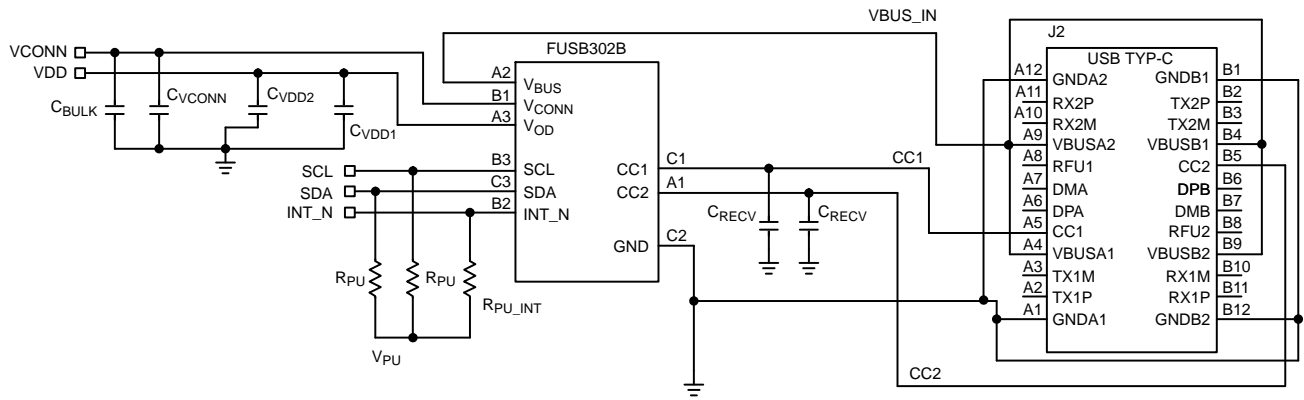 VBUS_IN
J2
FUSB302B
USB TYP-C
VCONN
VDD
CBULK
CVCONN
CVDD2
CVDD1
A2
VBUS
B1
VCONN
A3
VOD
SCL
B3
SCL
SDA
C3
SDA
INT_N
B2
INT_N
CC1
C1
CC1
CC2
A1
GND
C2
CRECV
CRECV
RPU
RPU
RPU_INT
VPU
CC2
A12 GNDA2 GNDB1 B1
A11 RX2P TX2P B2
A10 RX2M TX2M B3
A9 VBUSA2 VBUSB1 B4
A8 RFU1 CC2 B5
A7 DMA DPB B6
A6 DPA DMB B7
A5 CC1 RFU2 B8
A4 VBUSA1 VBUSB2 B9
A3 TX1M RX1M B10
A2 TX1P RX1P B11
A1 GNDA1 GNDB2 B12